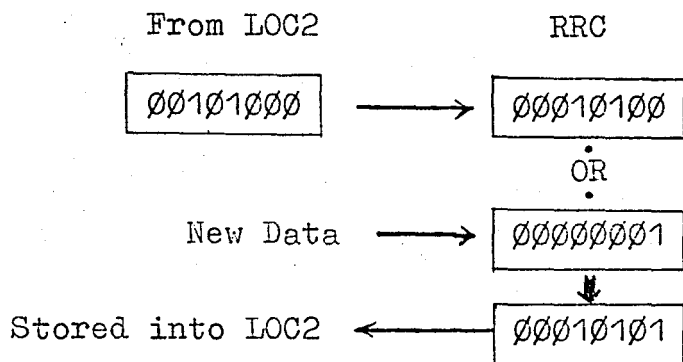 From LOC2 RRC
ØØ1Ø1ØØØ ØØØ1Ø1ØØ
OR
New Data ØØØØØØØ1
Stored into LOC2 ØØØ1Ø1Ø1